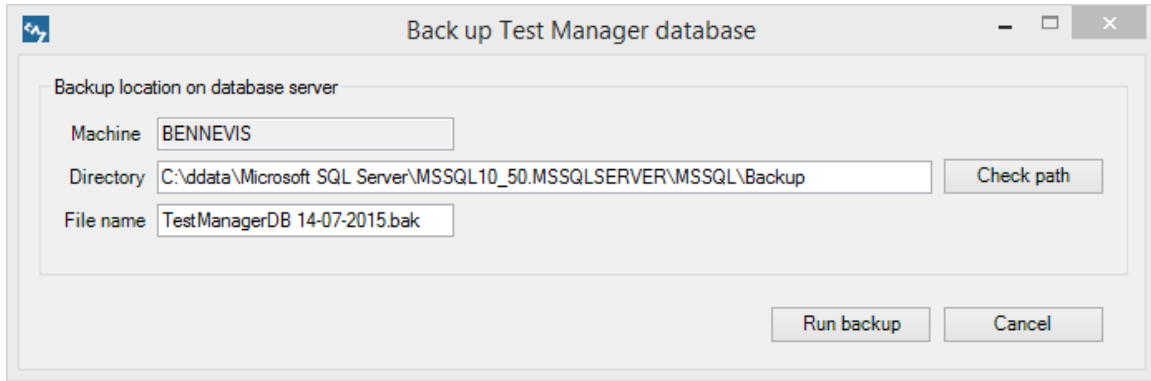 Back up Test Manager database
Backup location on database server
Machine BENNEVIS
Directory C:\ddata\Microsoft SQL Server\MSSQL10_50.MSSQLSERVER\MSSQL\Backup Check path
File name TestManagerDB 14-07-2015.bak
Run backup Cancel